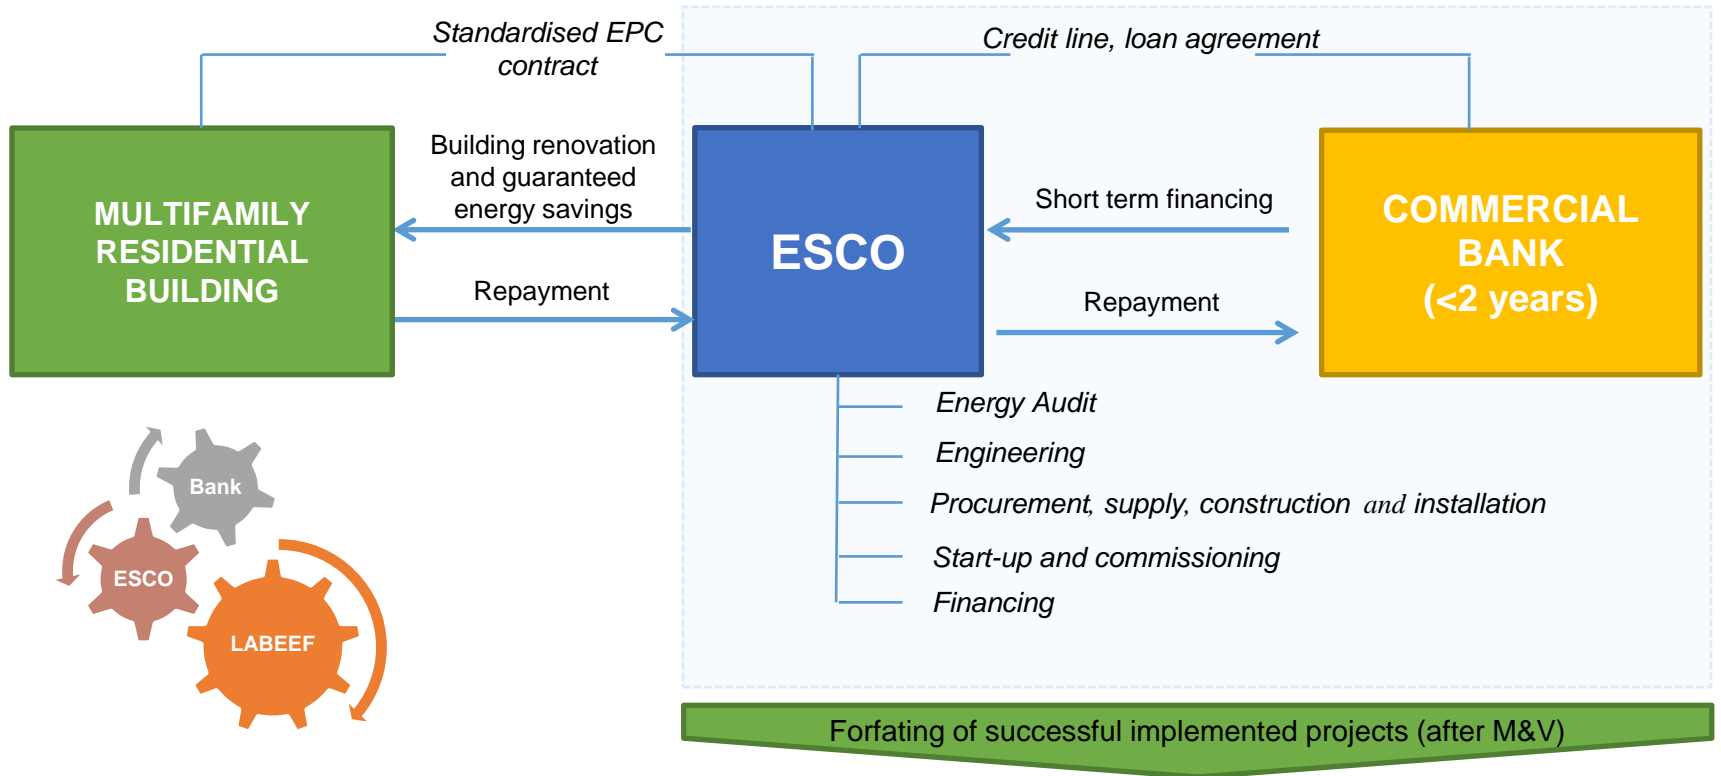 Standardised EPC
contract
Credit line, loan agreement
MULTIFAMILY
RESIDENTIAL
BUILDING
Building renovation
and guaranteed
energy savings
Repayment
ESCO
Short term financing
Repayment
COMMERCIAL
BANK
(<2 years)
Energy Audit
Engineering
Procurement, supply, construction and installation
Start-up and commissioning
Financing
Bank
ESCO
LABEEF
Forfating of successful implemented projects (after M&V)